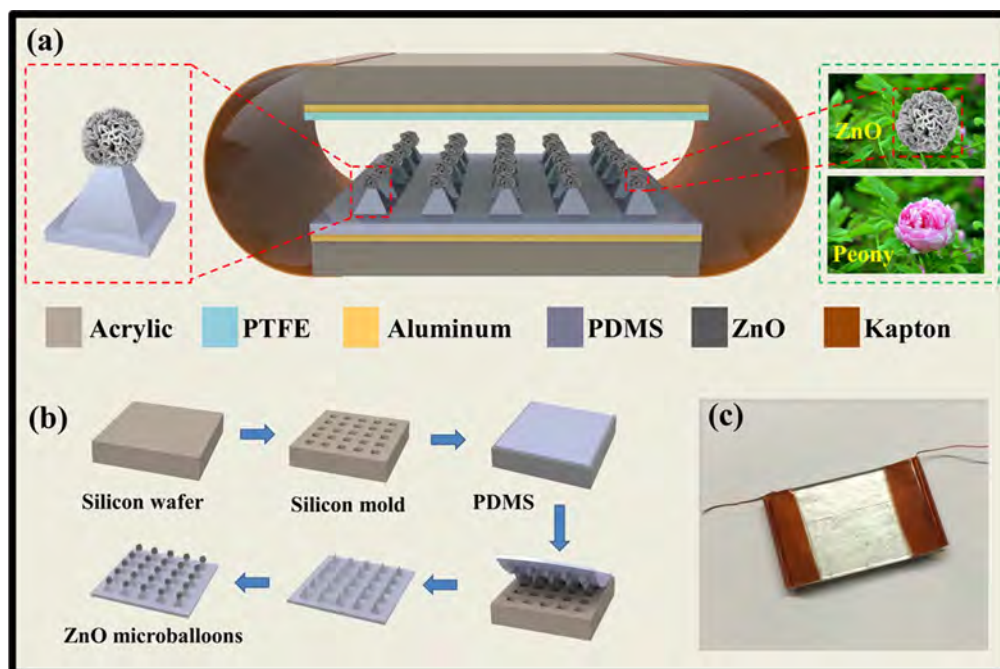 (a)
ZnO
Peony
Acrylic
PTFE
Aluminum
PDMS
ZnO
Kapton
(b)
Silicon wafer
Silicon mold
PDMS
ZnO microballoons
(c)